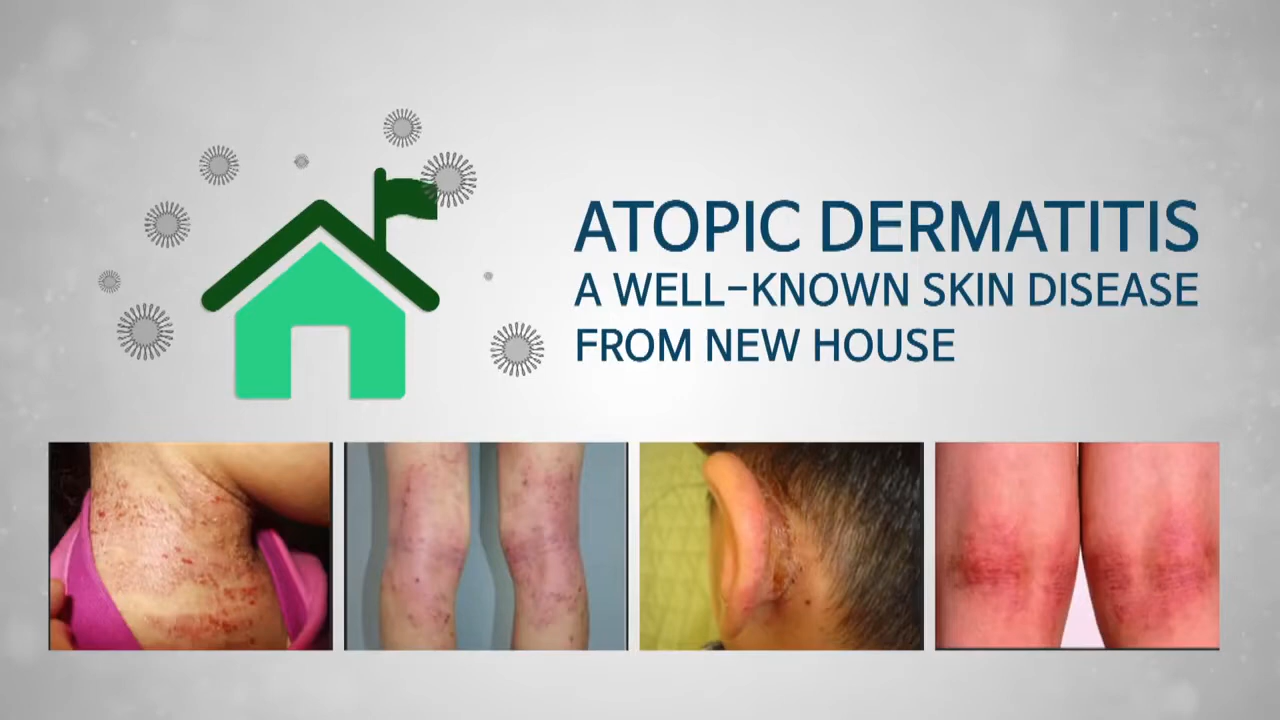 ATOPIC DERMATITIS
A WELL-KNOWN SKIN DISEASE
FROM NEW HOUSE